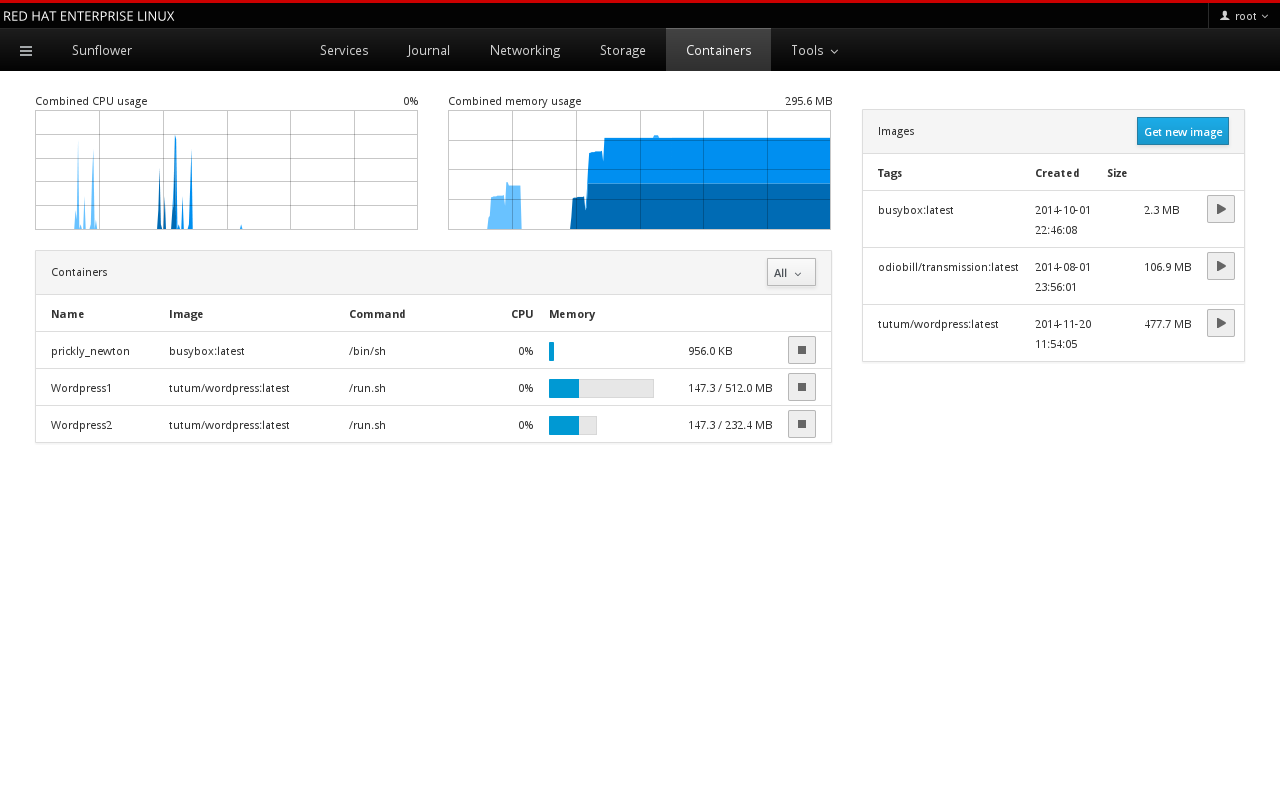 RED HAT ENTERPRISE LINUX
root
Sunflower
Services
Journal
Networking
Storage
Containers
Tools
Combined CPU usage
0%
Combined memory usage
295.6 MB
Containers
All
Name Image Command CPU Memory
prickly_newton busybox:latest /bin/sh 0% 956.0 KB
Wordpress1 tutum/wordpress:latest /run.sh 0% 147.3 / 512.0 MB
Wordpress2 tutum/wordpress:latest /run.sh 0% 147.3 / 232.4 MB
Images
Get new image
Tags Created Size
busybox:latest 2014-10-01 2.3 MB
22:46:08
odiobill/transmission:latest 2014-08-01 106.9 MB
23:56:01
tutum/wordpress:latest 2014-11-20 477.7 MB
11:54:05